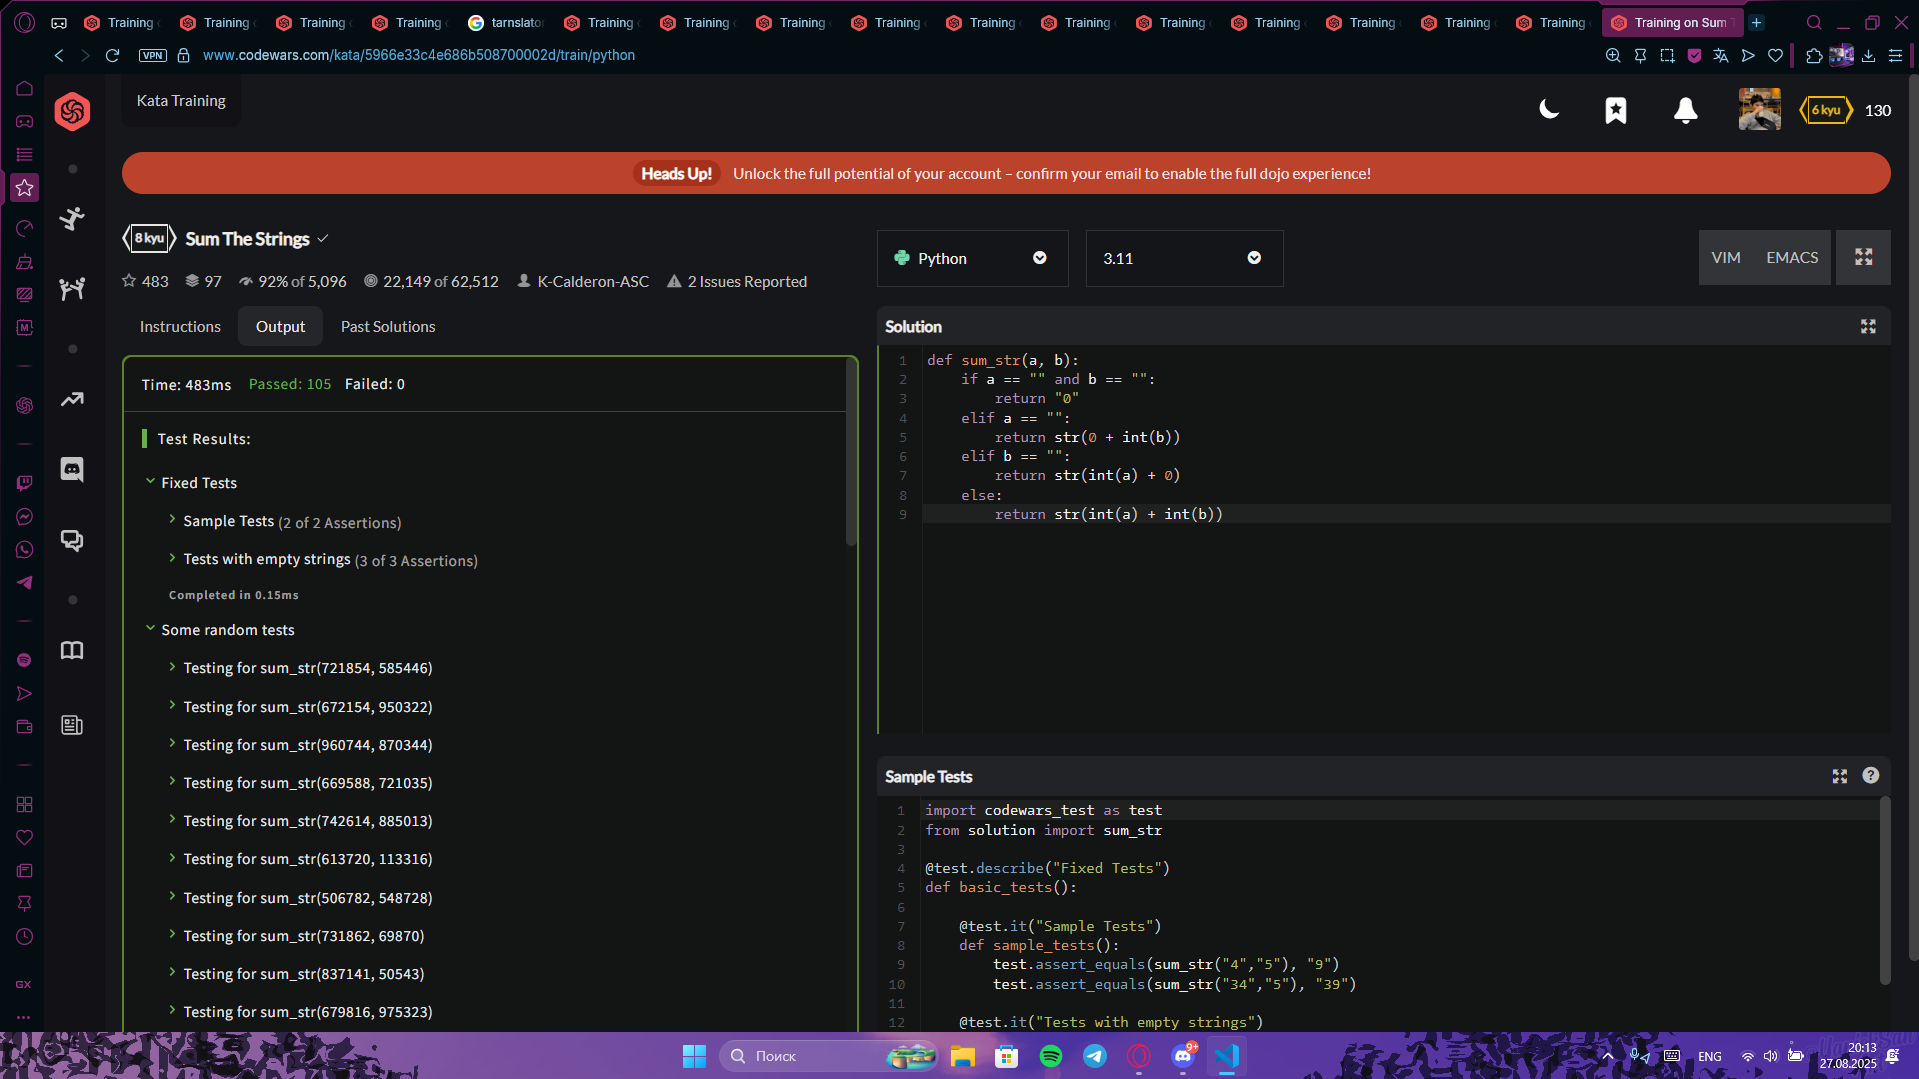 Training
Training
Training
Training
tarnslato
Training
Training
Training
Training
Training
Training
Training
Training
Training
Training
Training
Training on Sum
VPN
www.codewars.com/kata/5966e33c4e686b508700002d/train/python
Kata Training
6 kyu
130
Heads Up! Unlock the full potential of your account – confirm your email to enable the full dojo experience!
8 kyu Sum The Strings
483 97 92% of 5,096 22,149 of 62,512 K-Calderon-ASC 2 Issues Reported
Python
3.11
VIM EMACS
Instructions Output Past Solutions
Time: 483ms Passed: 105 Failed: 0
Test Results:
Fixed Tests
Sample Tests (2 of 2 Assertions)
Tests with empty strings (3 of 3 Assertions)
Completed in 0.15ms
Some random tests
Testing for sum_str(721854, 585446)
Testing for sum_str(672154, 950322)
Testing for sum_str(960744, 870344)
Testing for sum_str(669588, 721035)
Testing for sum_str(742614, 885013)
Testing for sum_str(613720, 113316)
Testing for sum_str(506782, 548728)
Testing for sum_str(731862, 69870)
Testing for sum_str(837141, 50543)
Testing for sum_str(679816, 975323)
Solution
1 def sum_str(a, b):
2 if a == "" and b == "":
3 return "0"
4 elif a == "":
5 return str(0 + int(b))
6 elif b == "":
7 return str(int(a) + 0)
8 else:
9 return str(int(a) + int(b))
Sample Tests
?
1 import codewars_test as test
2 from solution import sum_str
3
4 @test.describe("Fixed Tests")
5 def basic_tests():
6
7 @test.it("Sample Tests")
8 def sample_tests():
9 test.assert_equals(sum_str("4","5"), "9")
10 test.assert_equals(sum_str("34","5"), "39")
11
12 @test.it("Tests with empty strings")
GX
Поиск
9+
ENG
20:13
27.08.2025